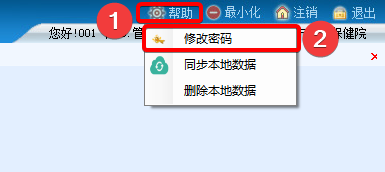 1 帮助 最小化 注销 退出
您好!001 管 保健院
修改密码 2
同步本地数据
删除本地数据